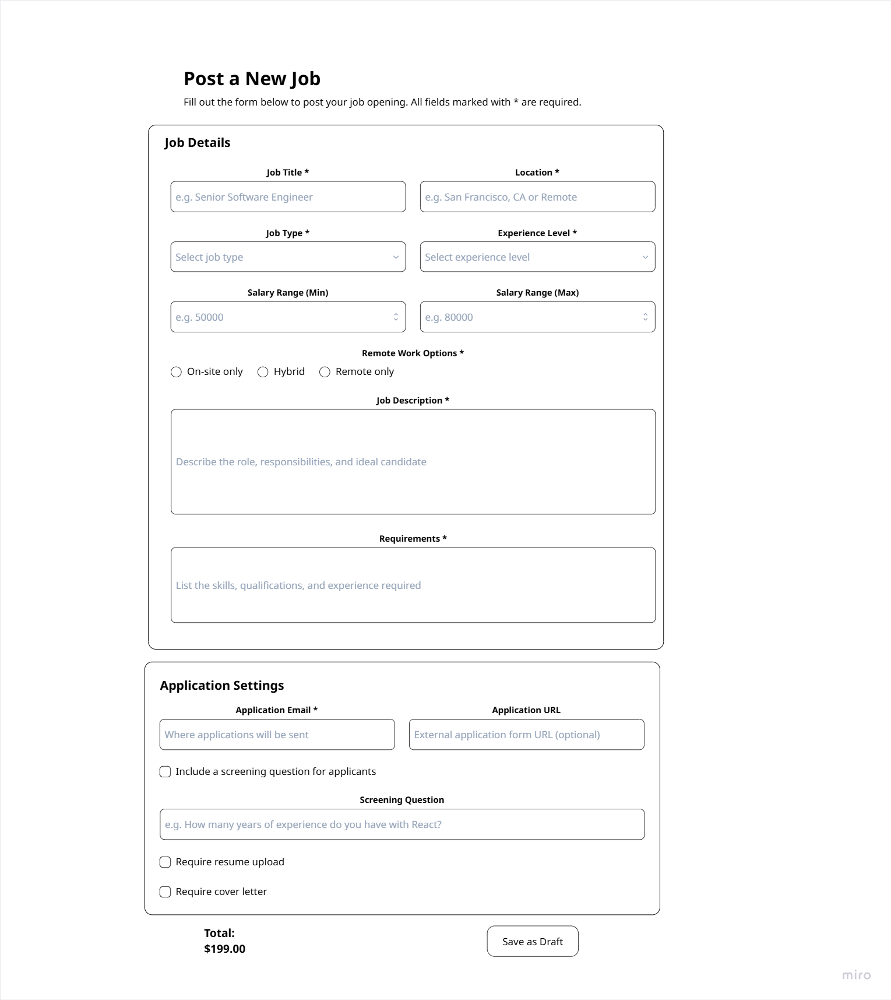 Post a New Job
Fill out the form below to post your job opening. All fields marked with * are required.
Job Details
Job Title *
Location *
e.g. Senior Software Engineer
e.g. San Francisco, CA or Remote
Job Type *
Experience Level *
Select job type
Select experience level
Salary Range (Min)
Salary Range (Max)
e.g. 50000
e.g. 80000
Remote Work Options *
On-site only
Hybrid
Remote only
Job Description *
Describe the role, responsibilities, and ideal candidate
Requirements *
List the skills, qualifications, and experience required
Application Settings
Application Email *
Application URL
Where applications will be sent
External application form URL (optional)
Include a screening question for applicants
Screening Question
e.g. How many years of experience do you have with React?
Require resume upload
Require cover letter
Total:
$199.00
Save as Draft
miro